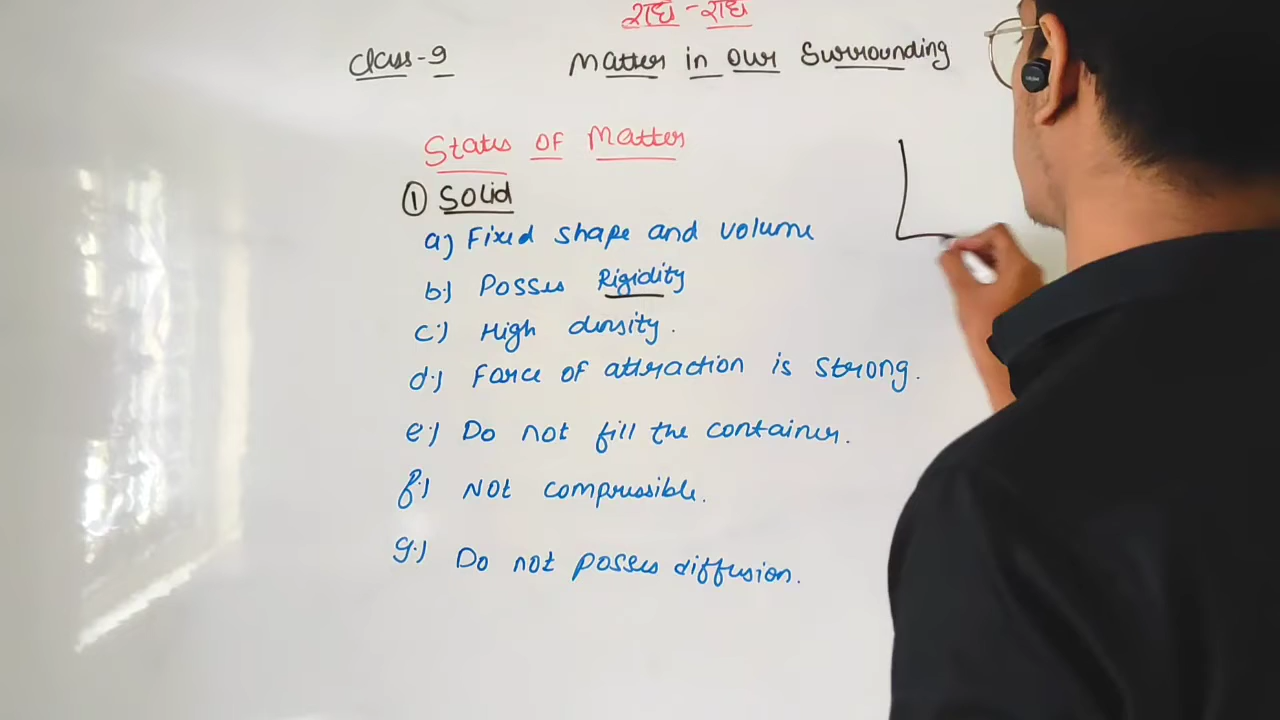 राधे - राधे
Class-9 Matter in our Surrounding
States of Matter
① Solid
a) Fixed shape and volume
b.) Posses Rigidity
c.) High density.
d.) Force of attraction is strong.
e.) Do not fill the container.
f.) Not compressible.
g.) Do not posses diffusion.